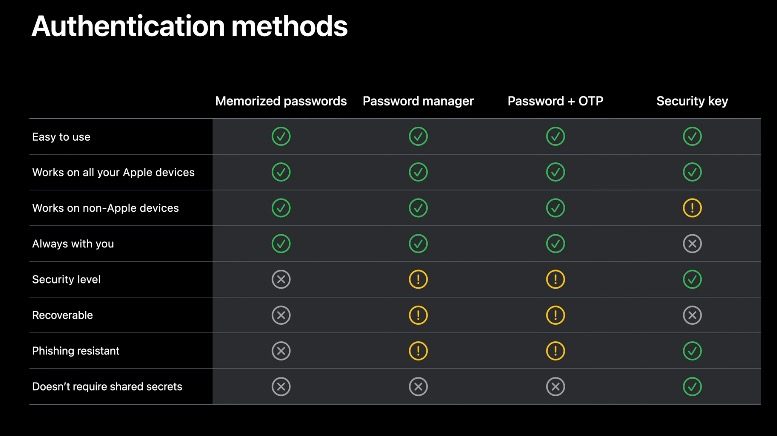 Authentication methods
Memorized passwords Password manager Password + OTP Security key
Easy to use
Works on all your Apple devices
Works on non-Apple devices
Always with you
Security level
Recoverable
Phishing resistant
Doesn’t require shared secrets